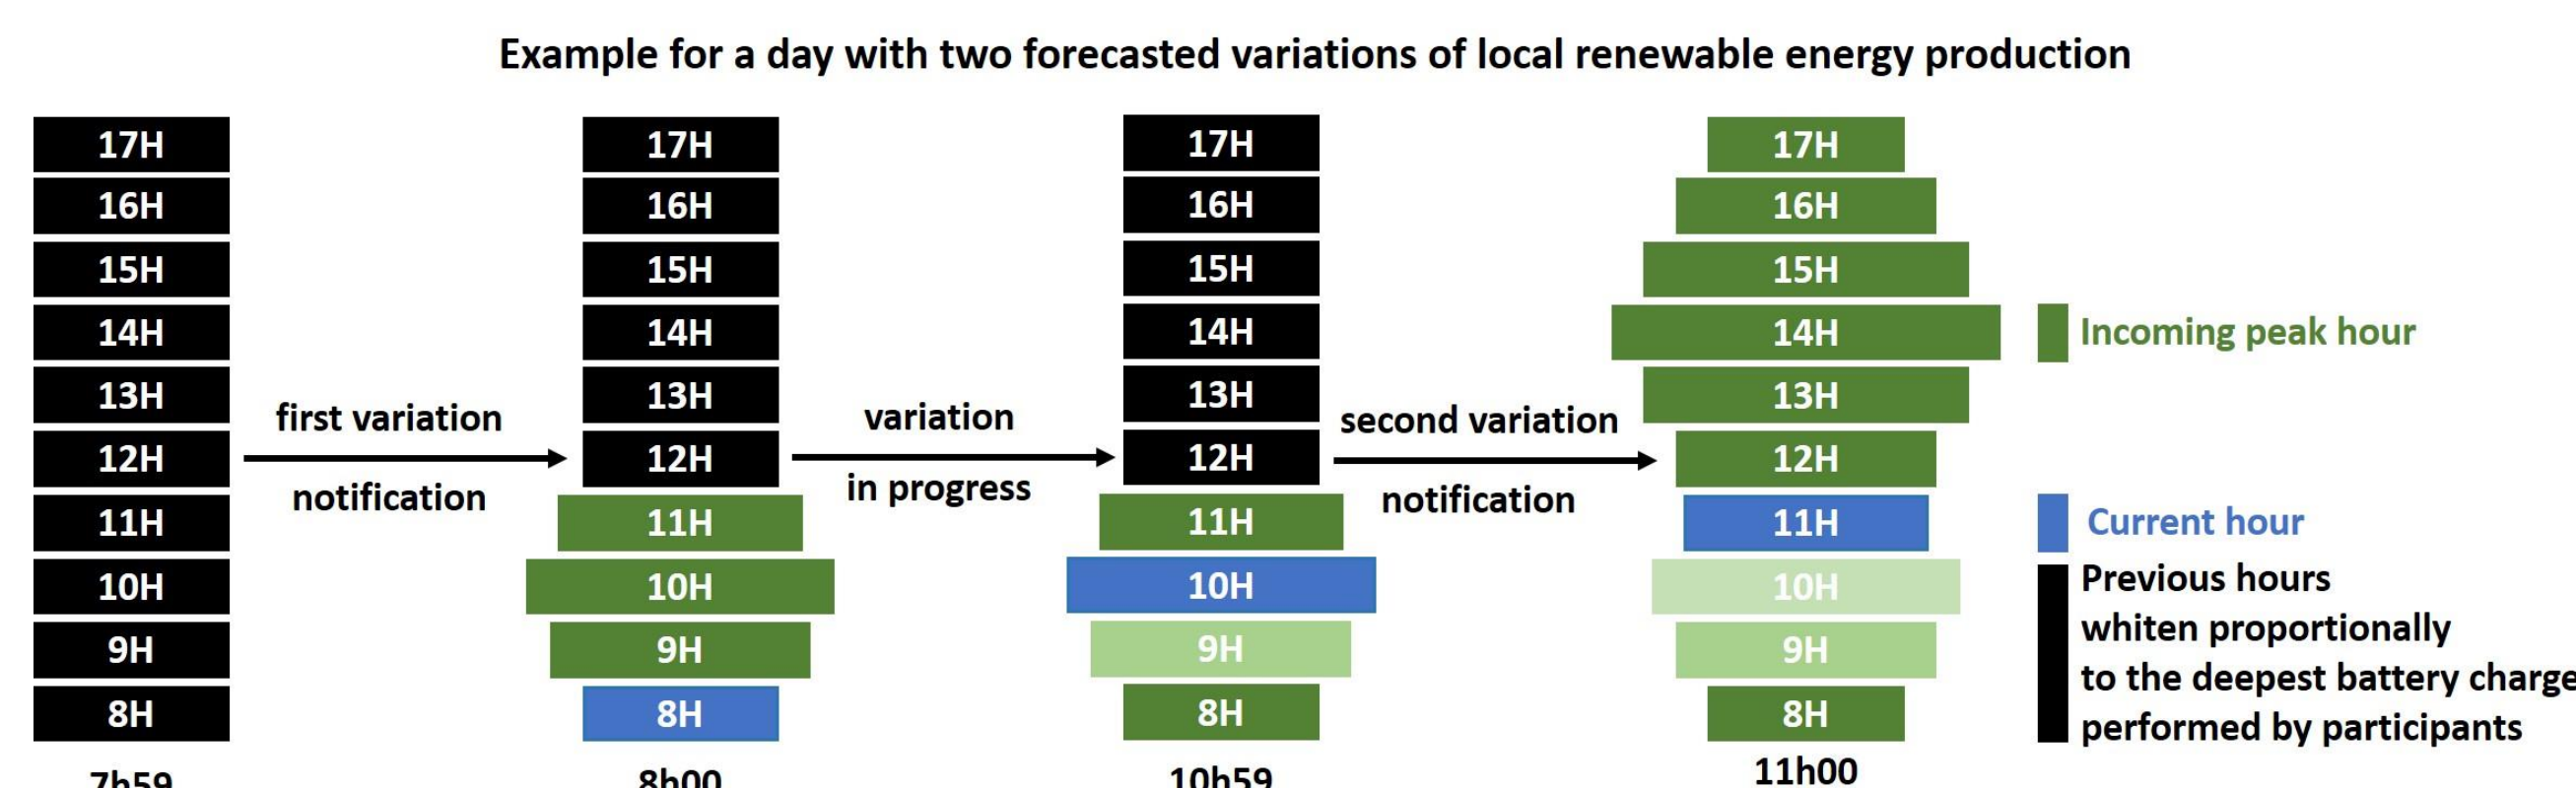 Example for a day with two forecasted variations of local renewable energy production
17H
16H
15H
14H
13H
12H
11H
10H
9H
8H
7h59
first variation
notification
17H
16H
15H
14H
13H
12H
11H
10H
9H
8H
8h00
variation
in progress
17H
16H
15H
14H
13H
12H
11H
10H
9H
8H
10h59
second variation
notification
17H
16H
15H
14H
13H
12H
11H
10H
9H
8H
11h00
Incoming peak hour
Current hour
Previous hours
whiten proportionally
to the deepest battery charge
performed by participants